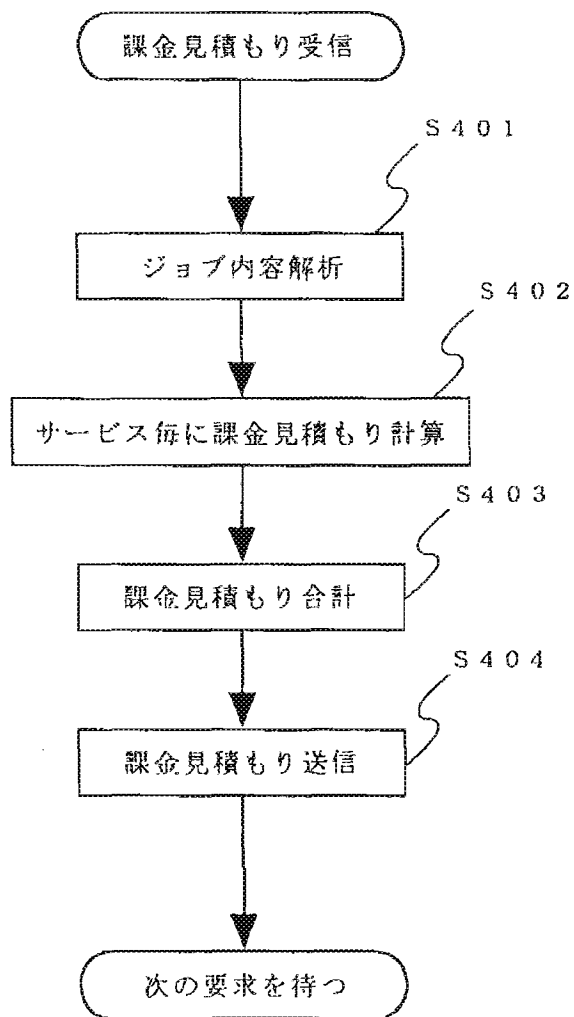 課金見積もり受信
S401
ジョブ内容解析
S402
サービス毎に課金見積もり計算
S403
課金見積もり合計
S404
課金見積もり送信
次の要求を待つ